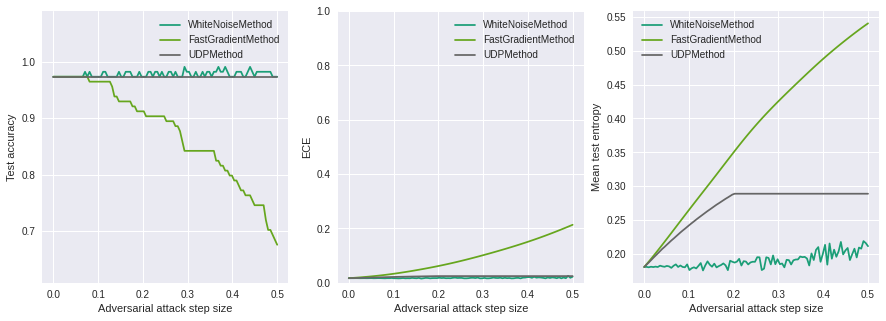 WhiteNoiseMethod
FastGradientMethod
UDPMethod
1.0
0.9
0.8
0.7
Test accuracy
0.0 0.1 0.2 0.3 0.4 0.5
Adversarial attack step size
WhiteNoiseMethod
FastGradientMethod
UDPMethod
1.0
0.8
0.6
0.4
0.2
0.0
ECE
0.0 0.1 0.2 0.3 0.4 0.5
Adversarial attack step size
WhiteNoiseMethod
FastGradientMethod
UDPMethod
0.55
0.50
0.45
0.40
0.35
0.30
0.25
0.20
Mean test entropy
0.0 0.1 0.2 0.3 0.4 0.5
Adversarial attack step size